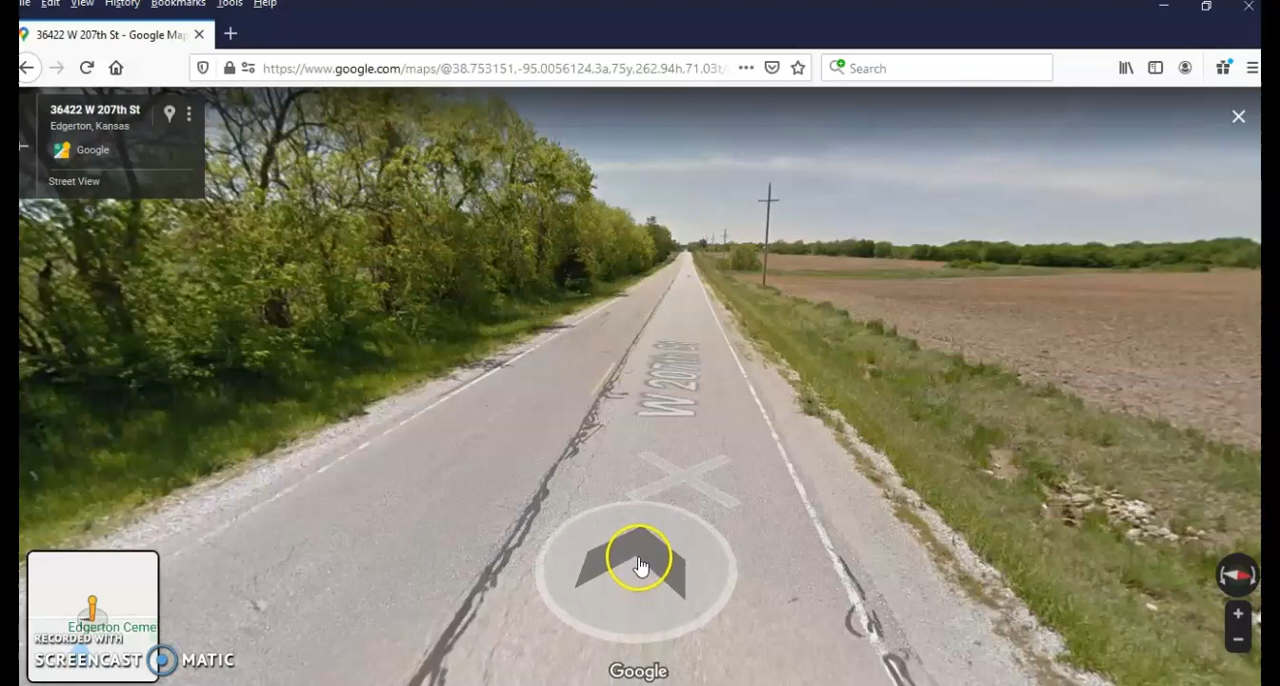 ile Edit View History Bookmarks Tools Help
36422 W 207th St - Google Map
https://www.google.com/maps/@38.753151,-95.0056124,3a,75y,262.94h,71.03t/
Search
36422 W 207th St
Edgerton, Kansas
Google
Street View
W 207th St
Edgerton Ceme
RECORDED WITH
SCREENCAST MATIC
Google